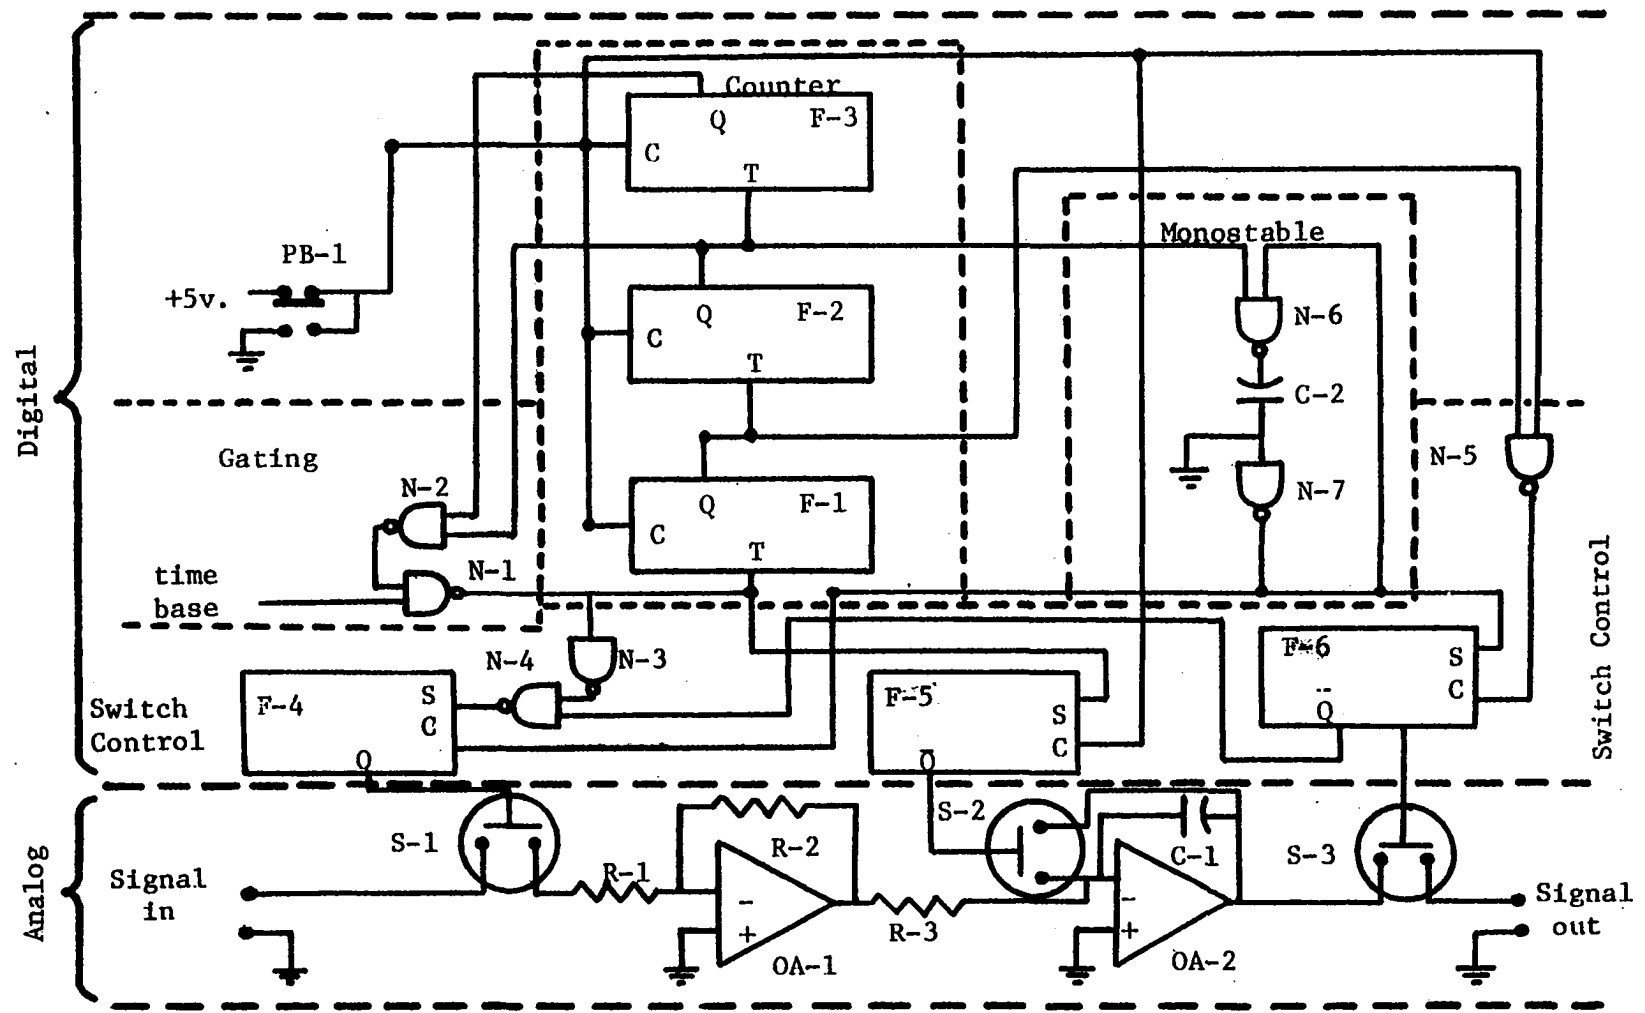 Counter
Q F-3
C
T
PB-1
+5v.
Monostable
Q F-2
C
T
N-6
C-2
Digital
Gating
N-2
Q F-1
C
T
N-5
N-7
time
base
N-1
N-4
N-3
F-6
S
C
Q
F-4
S
C
Q
F-5
S
C
Q
Switch
Control
Switch Control
S-1
S-2
S-3
R-1
R-2
R-3
C-1
Analog
Signal
in
-
+
OA-1
-
+
OA-2
Signal
out